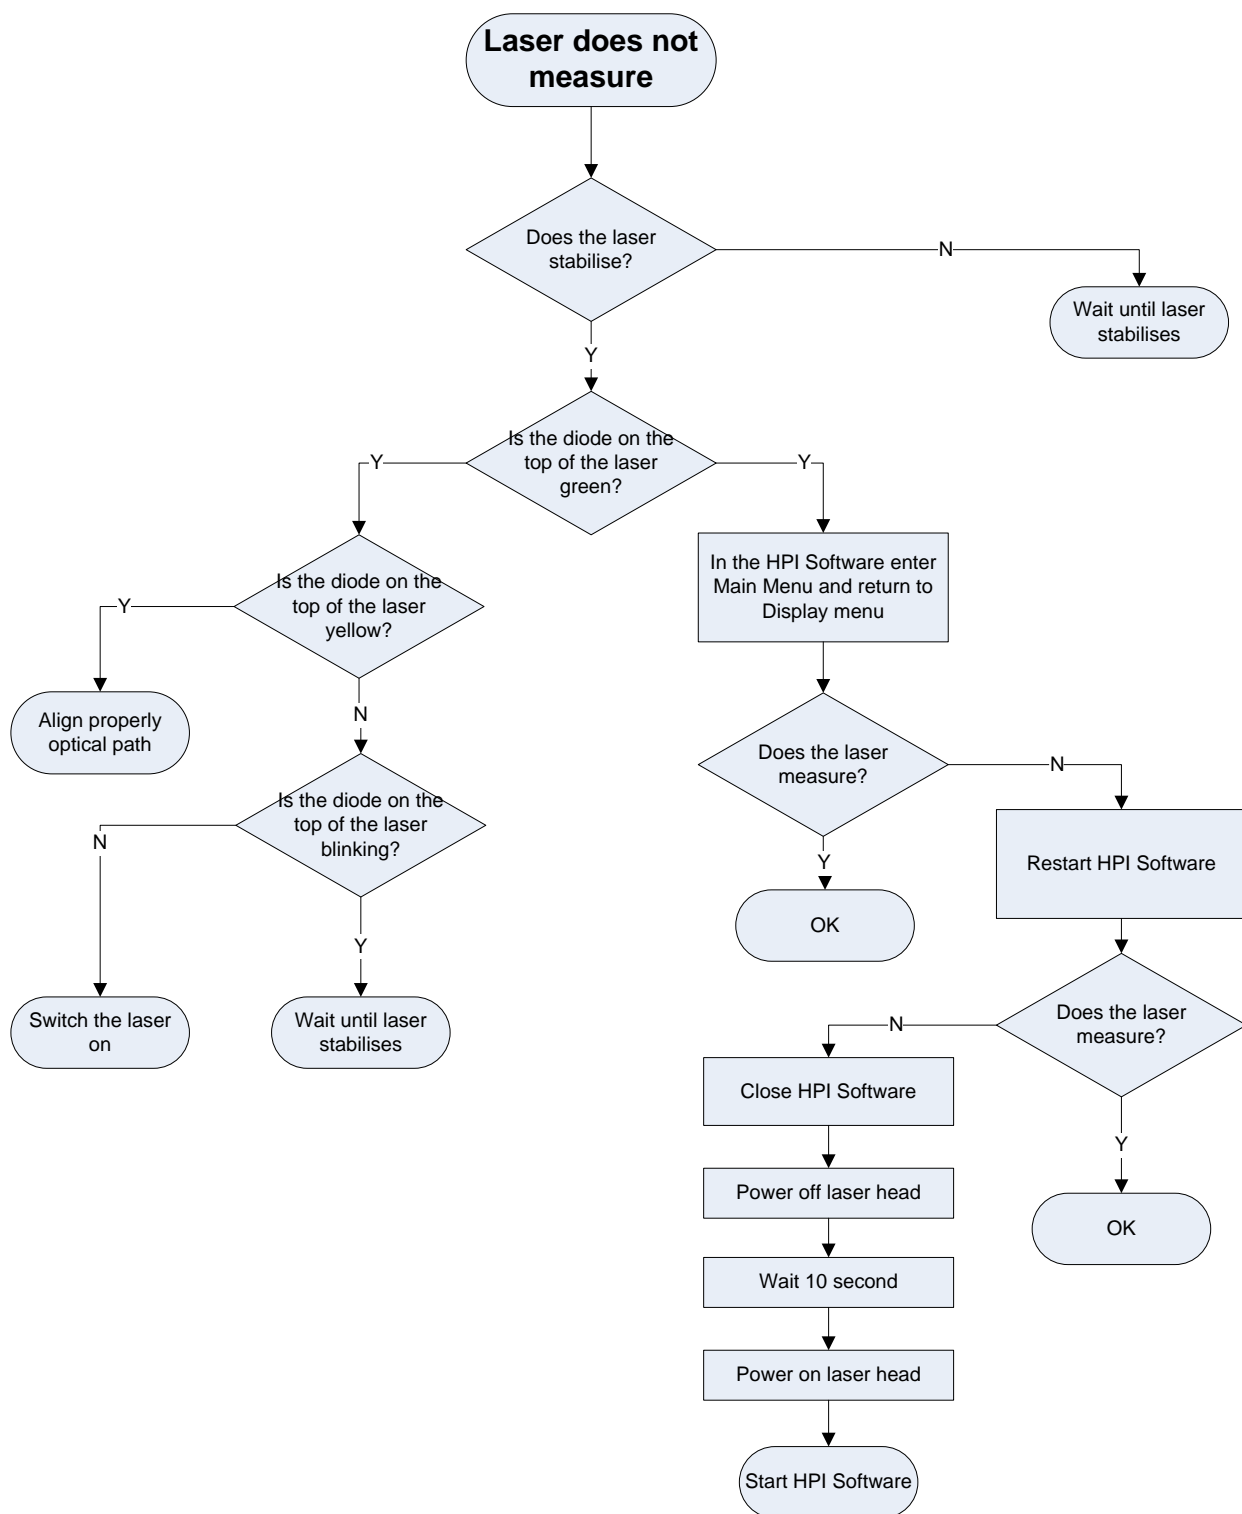 Laser does not
measure
Does the laser
stabilise?
N
Wait until laser
stabilises
Y
Is the diode on the
top of the laser
green?
Y
Y
In the HPI Software enter
Main Menu and return to
Display menu
Is the diode on the
top of the laser
yellow?
Y
Align properly
optical path
N
Does the laser
measure?
N
Is the diode on the
top of the laser
blinking?
N
Y
Restart HPI Software
OK
Y
Switch the laser
on
Wait until laser
stabilises
Does the laser
measure?
N
Close HPI Software
Y
Power off laser head
OK
Wait 10 second
Power on laser head
Start HPI Software